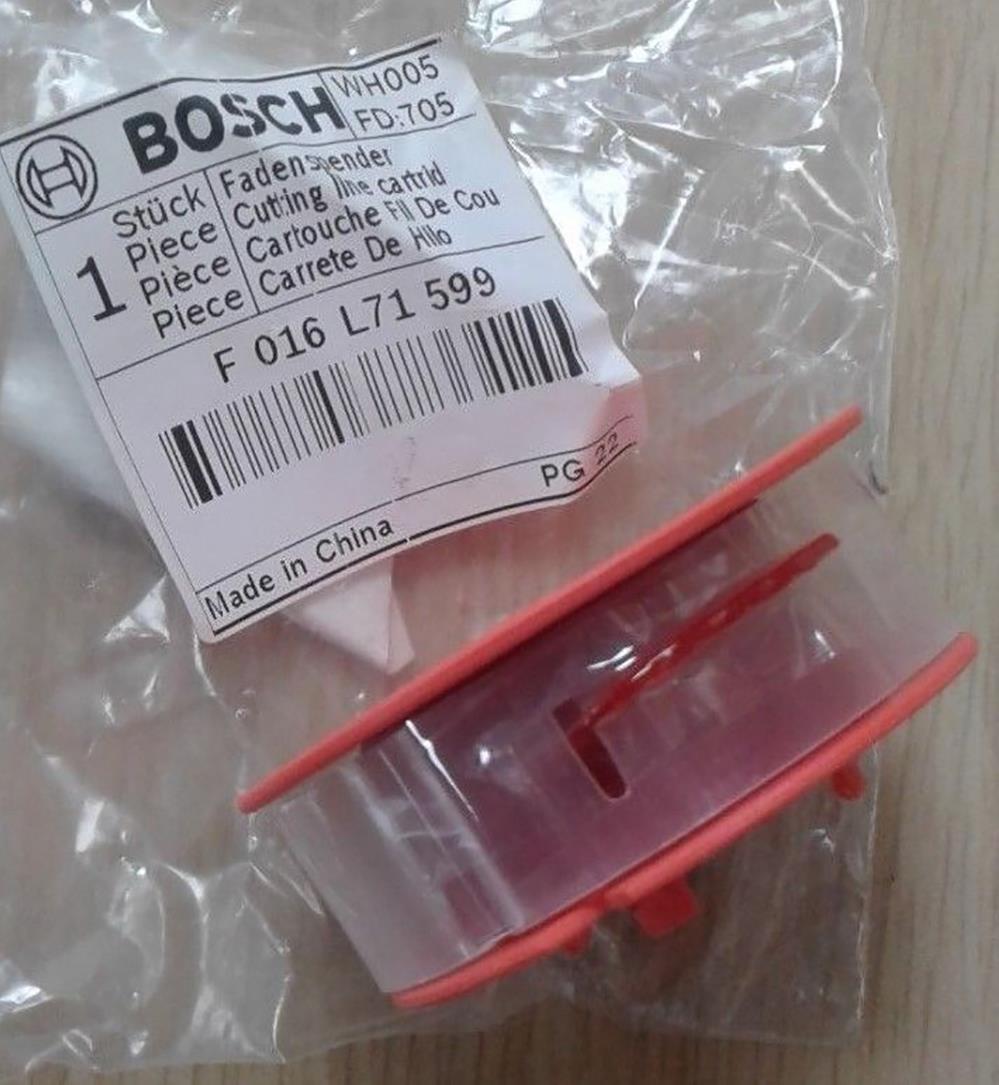 BOSCH
WH005
FD:705
1
Stück
Piece
Pièce
Piece
Fadenspender
Cutting line cartrid
Cartouche Fil De Cou
Carrete De Hilo
F 016 L71 599
PG 22
Made in China